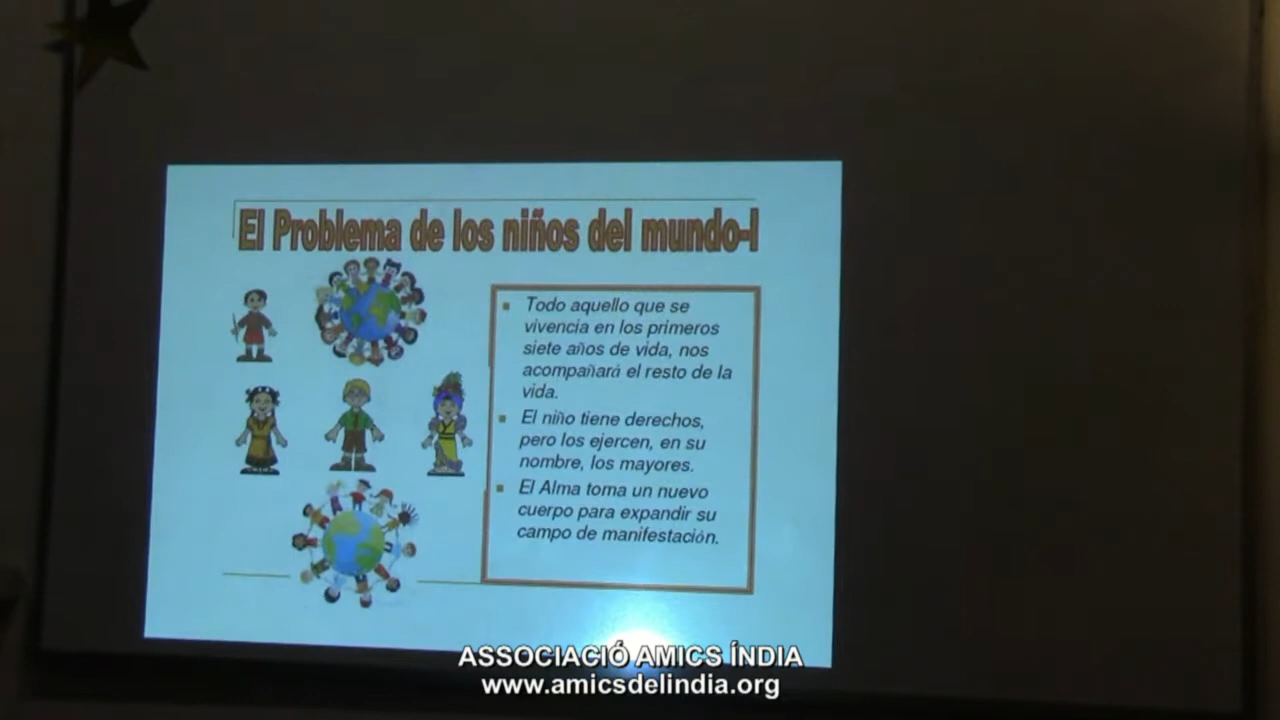 El Problema de los niños del mundo-I
Todo aquello que se
vivencia en los primeros
siete años de vida, nos
acompañará el resto de la
vida.
El niño tiene derechos,
pero los ejercen, en su
nombre, los mayores.
El Alma toma un nuevo
cuerpo para expandir su
campo de manifestación.
ASSOCIACIÓ AMICS ÍNDIA
www.amicsdelindia.org